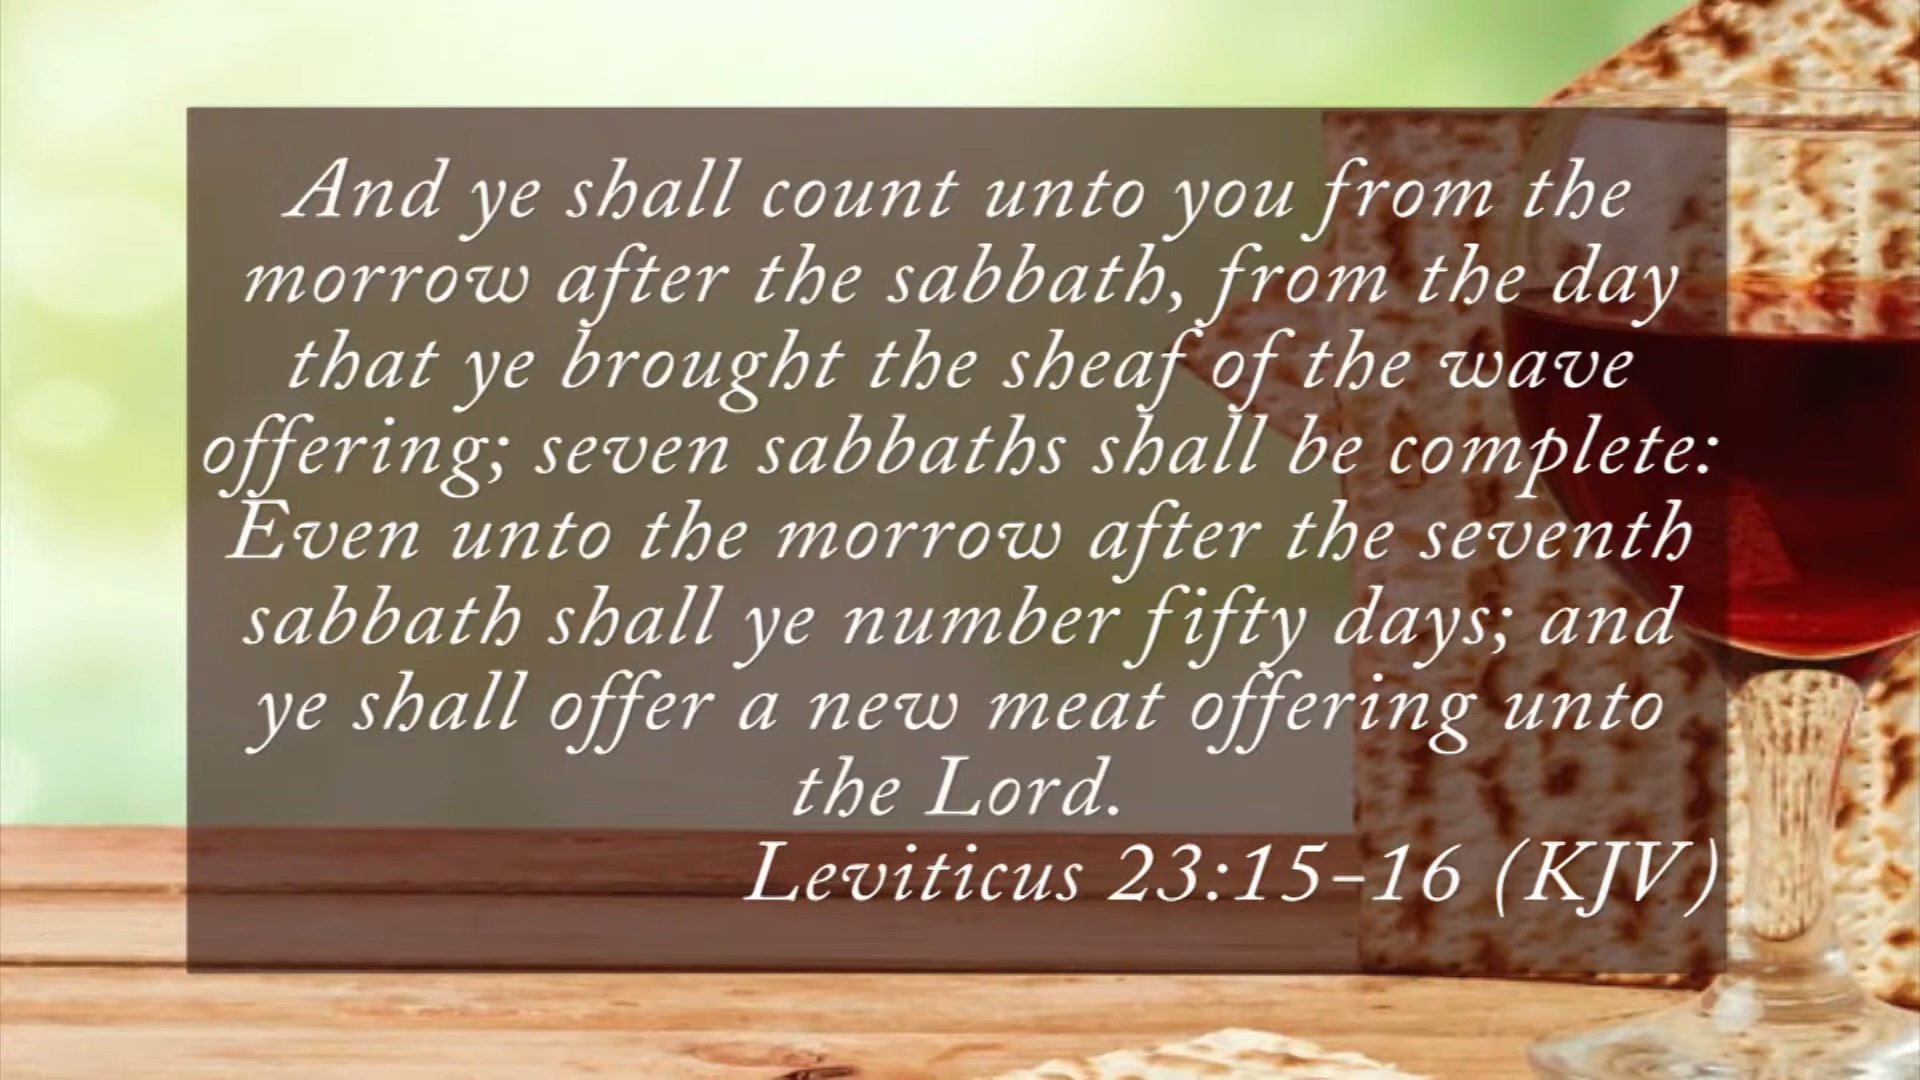 And ye shall count unto you from the
morrow after the sabbath, from the day
that ye brought the sheaf of the wave
offering; seven sabbaths shall be complete:
Even unto the morrow after the seventh
sabbath shall ye number fifty days; and
ye shall offer a new meat offering unto
the Lord.
Leviticus 23:15-16 (KJV)